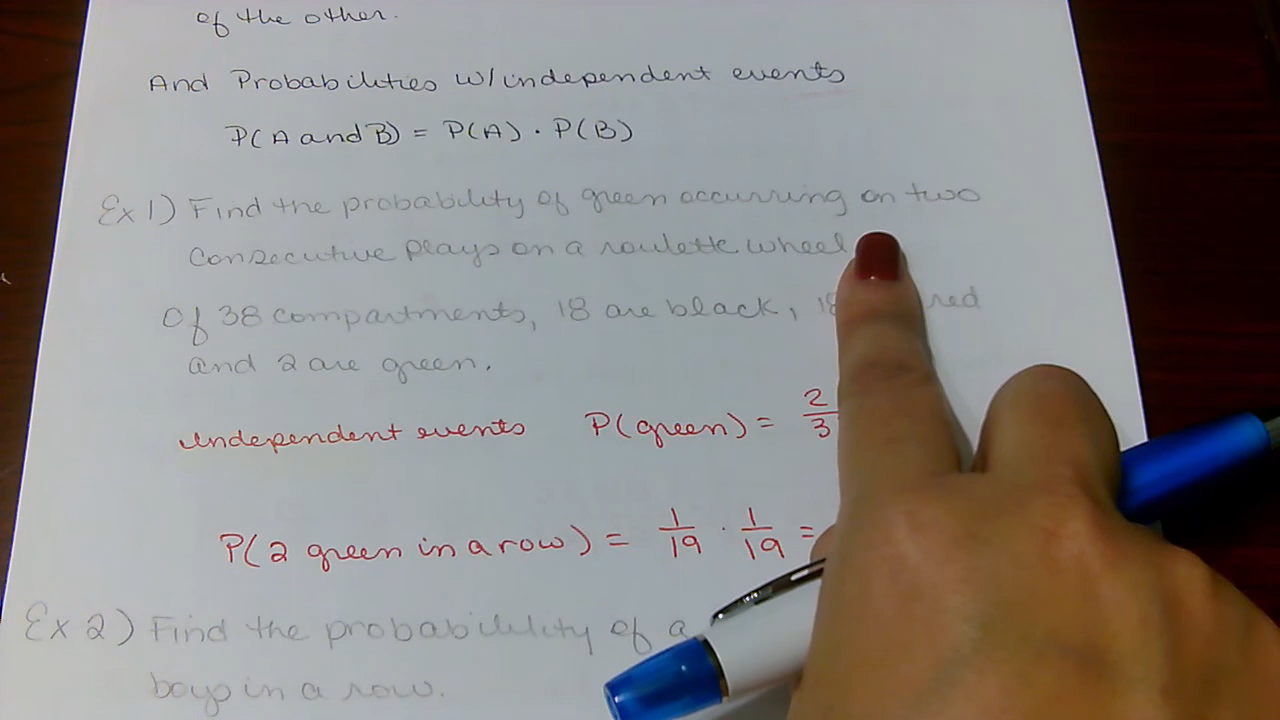 of the other.
And Probabilities w/independent events
P(A and B) = P(A) · P(B)
Ex 1) Find the probability of green occurring on two
consecutive plays on a roulette wheel
Of 38 compartments, 18 are black, red
and 2 are green.
independent events P(green) = 2/3
P(2 green in a row) = 1/19 · 1/19 =
Ex 2) Find the probabilility of a
boys in a row.